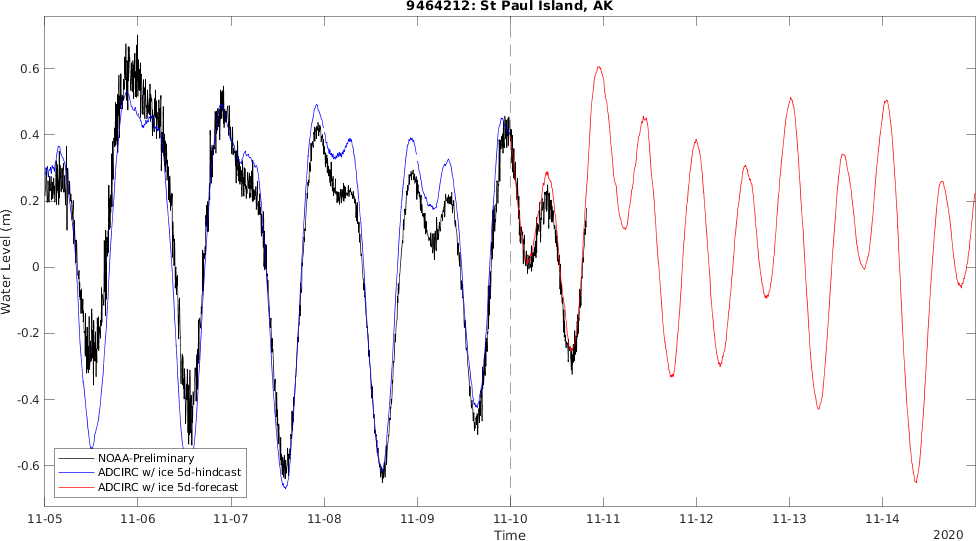 9464212: St Paul Island, AK
Water Level (m)
0.6
0.4
0.2
0
-0.2
-0.4
-0.6
NOAA-Preliminary
ADCIRC w/ ice 5d-hindcast
ADCIRC w/ ice 5d-forecast
11-05 11-06 11-07 11-08 11-09 11-10 11-11 11-12 11-13 11-14
Time
2020